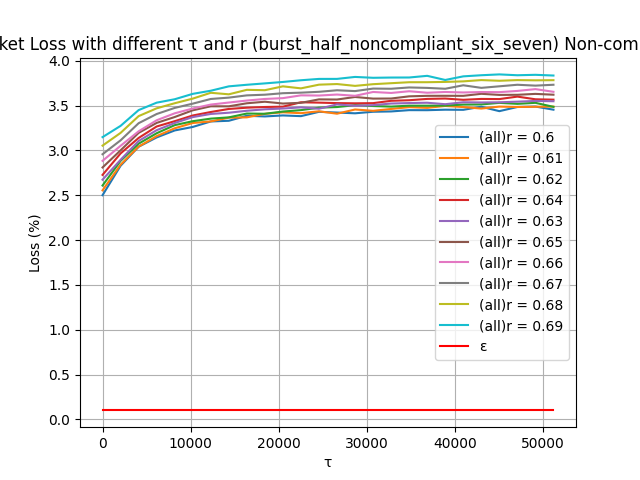 ket Loss with different τ and r (burst_half_noncompliant_six_seven) Non-com
4.0
3.5
3.0
2.5
2.0
1.5
1.0
0.5
0.0
Loss (%)
(all)r = 0.6
(all)r = 0.61
(all)r = 0.62
(all)r = 0.64
(all)r = 0.63
(all)r = 0.65
(all)r = 0.66
(all)r = 0.67
(all)r = 0.68
(all)r = 0.69
ε
0 10000 20000 30000 40000 50000
τ